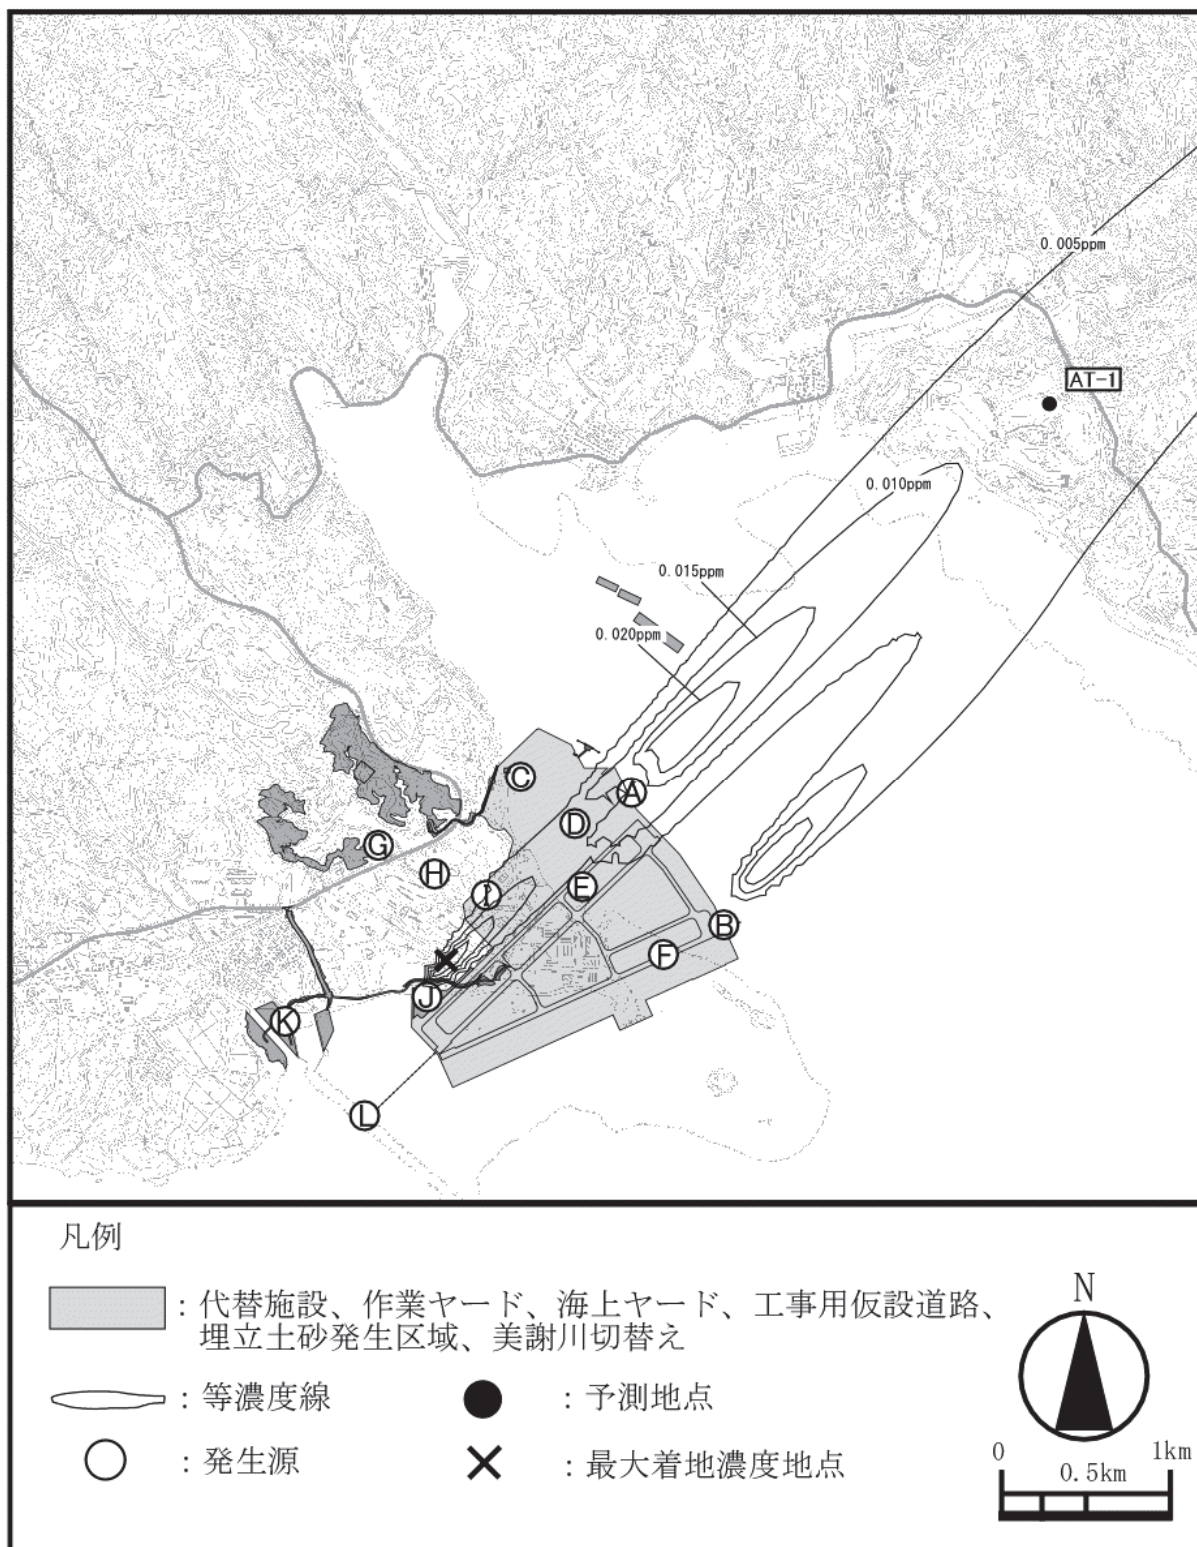 0.005ppm
AT-1
0.010ppm
0.015ppm
0.020ppm
C
A
D
G
H
I
E
B
F
J
K
L
凡例
：代替施設、作業ヤード、海上ヤード、工事用仮設道路、
埋立土砂発生区域、美謝川切替え
：等濃度線
：予測地点
：発生源
：最大着地濃度地点
N
0
1km
0.5km